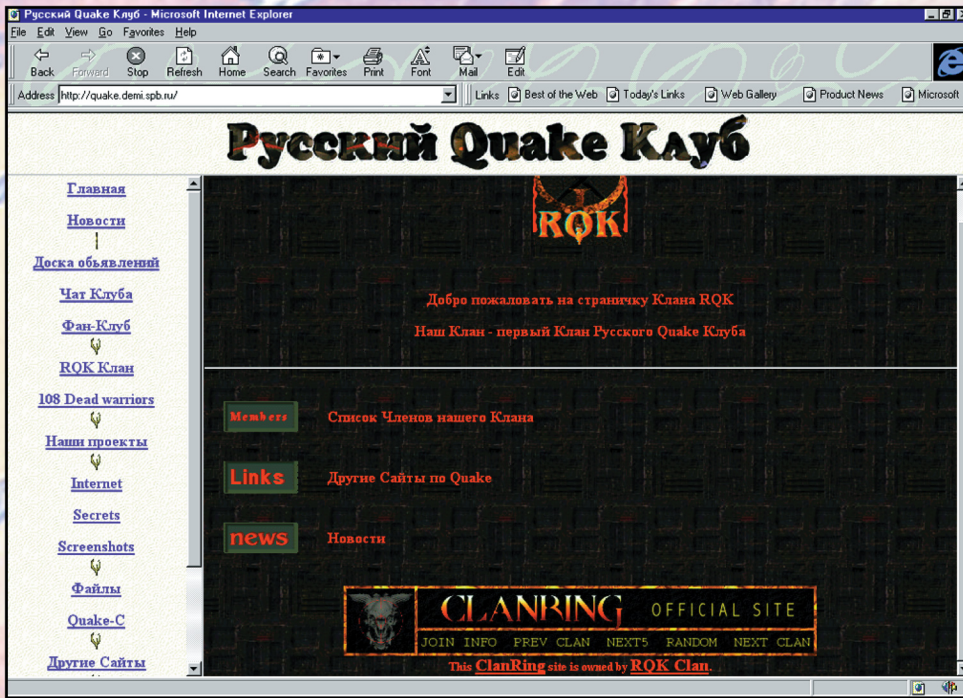 Русский Quake Клуб - Microsoft Internet Explorer
File Edit View Go Favorites Help
Back Forward Stop Refresh Home Search Favorites Print Font Mail Edit
Address http://quake.demi.spb.ru/ Links Best of the Web Today's Links Web Gallery Product News Microsoft
Русский Quake Клуб
Главная
Новости
Доска обьявлений
Чат Клуба
Фан-Клуб
RQK Клан
108 Dead warriors
Наши проекты
Internet
Secrets
Screenshots
Файлы
Quake-C
Другие Сайты
RQK
Добро пожаловать на страничку Клана RQK
Наш Клан - первый Клан Русского Quake Клуба
Members Список Членов нашего Клана
Links Другие Сайты по Quake
news Новости
CLANRING OFFICIAL SITE
JOIN INFO PREV CLAN NEXT5 RANDOM NEXT CLAN
This ClanRing site is owned by RQK Clan.